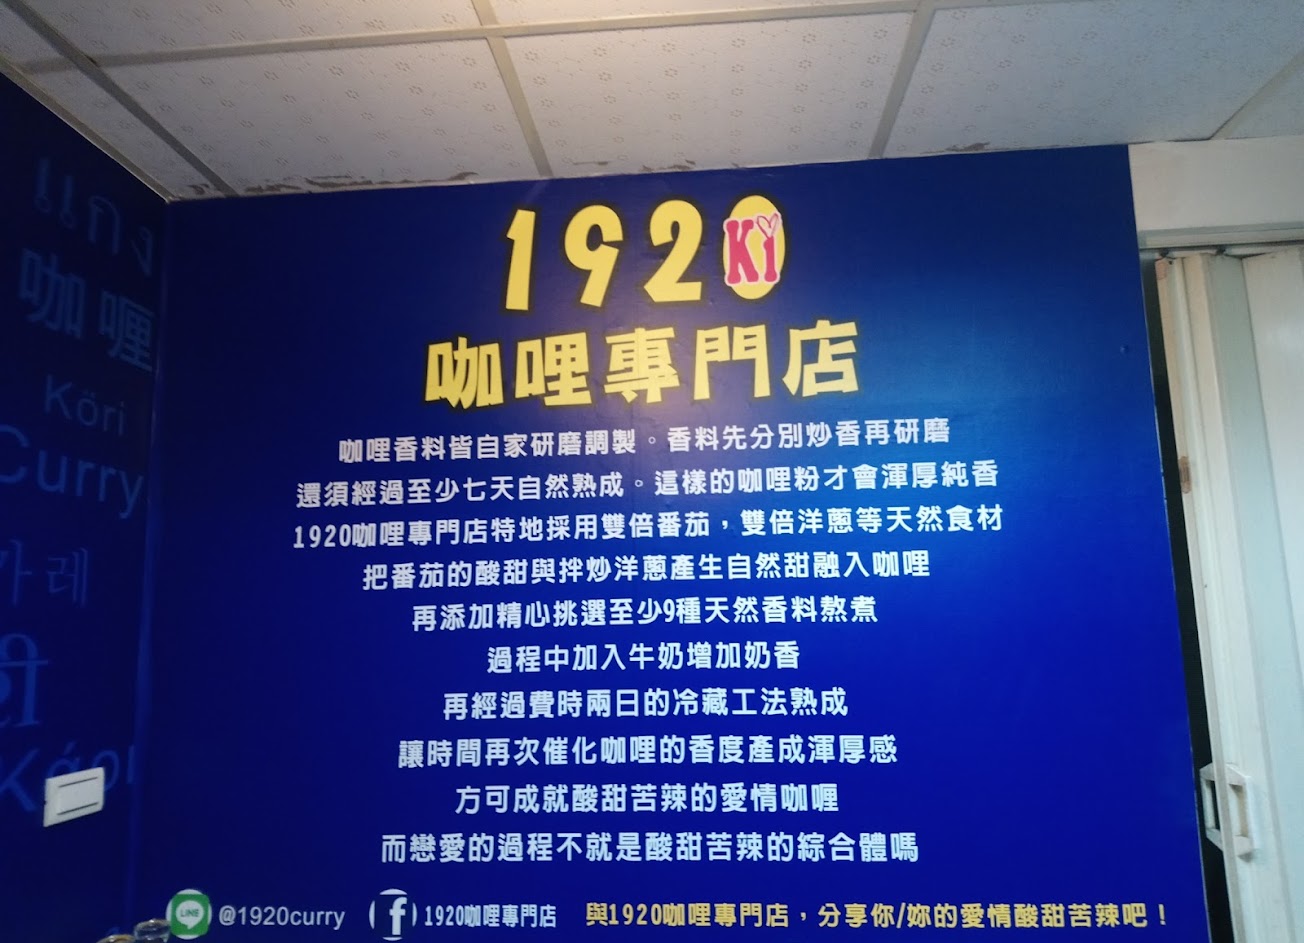 1920
Ki
咖哩專門店
咖哩香料皆自家研磨調製。香料先分別炒香再研磨
還須經過至少七天自然熟成。這樣的咖哩粉才會渾厚純香
1920咖哩專門店特地採用雙倍番茄，雙倍洋蔥等天然食材
把番茄的酸甜與拌炒洋蔥產生自然甜融入咖哩
再添加精心挑選至少9種天然香料熬煮
過程中加入牛奶增加奶香
再經過費時兩日的冷藏工法熟成
讓時間再次催化咖哩的香度產成渾厚感
方可成就酸甜苦辣的愛情咖喱
而戀愛的過程不就是酸甜苦辣的綜合體嗎
LINE @1920curry f 1920咖哩專門店 與1920咖哩專門店，分享你/妳的愛情酸甜苦辣吧！
แกง
咖喱
Köri
Curry
카레